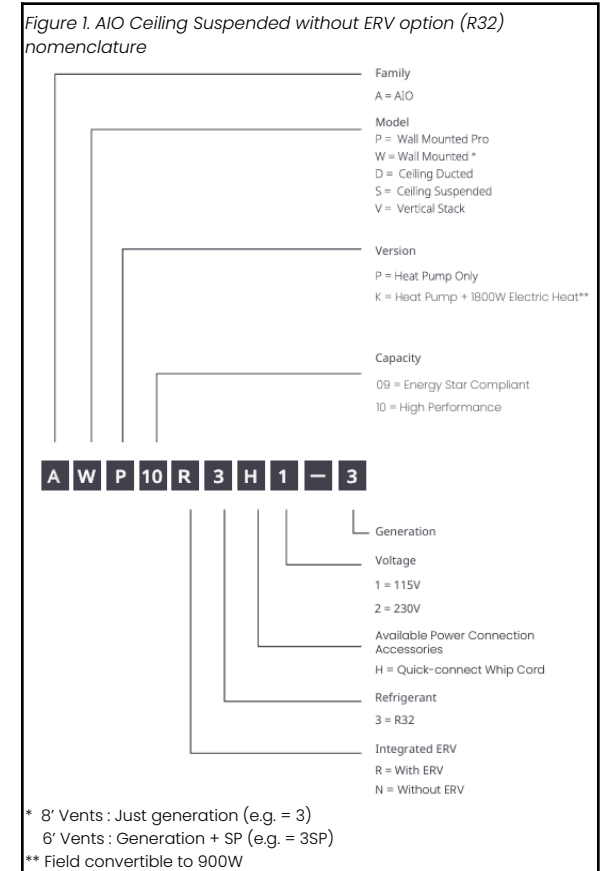 Figure 1. AIO Ceiling Suspended without ERV option (R32)
nomenclature
Family
A = AIO
Model
P = Wall Mounted Pro
W = Wall Mounted *
D = Ceiling Ducted
S = Ceiling Suspended
V = Vertical Stack
Version
P = Heat Pump Only
K = Heat Pump + 1800W Electric Heat**
Capacity
09 = Energy Star Compliant
10 = High Performance
A W P 10 R 3 H 1 – 3
Generation
Voltage
1 = 115V
2 = 230V
Available Power Connection
Accessories
H = Quick-connect Whip Cord
Refrigerant
3 = R32
Integrated ERV
R = With ERV
N = Without ERV
* 8' Vents : Just generation (e.g. = 3)
6' Vents : Generation + SP (e.g. = 3SP)
** Field convertible to 900W